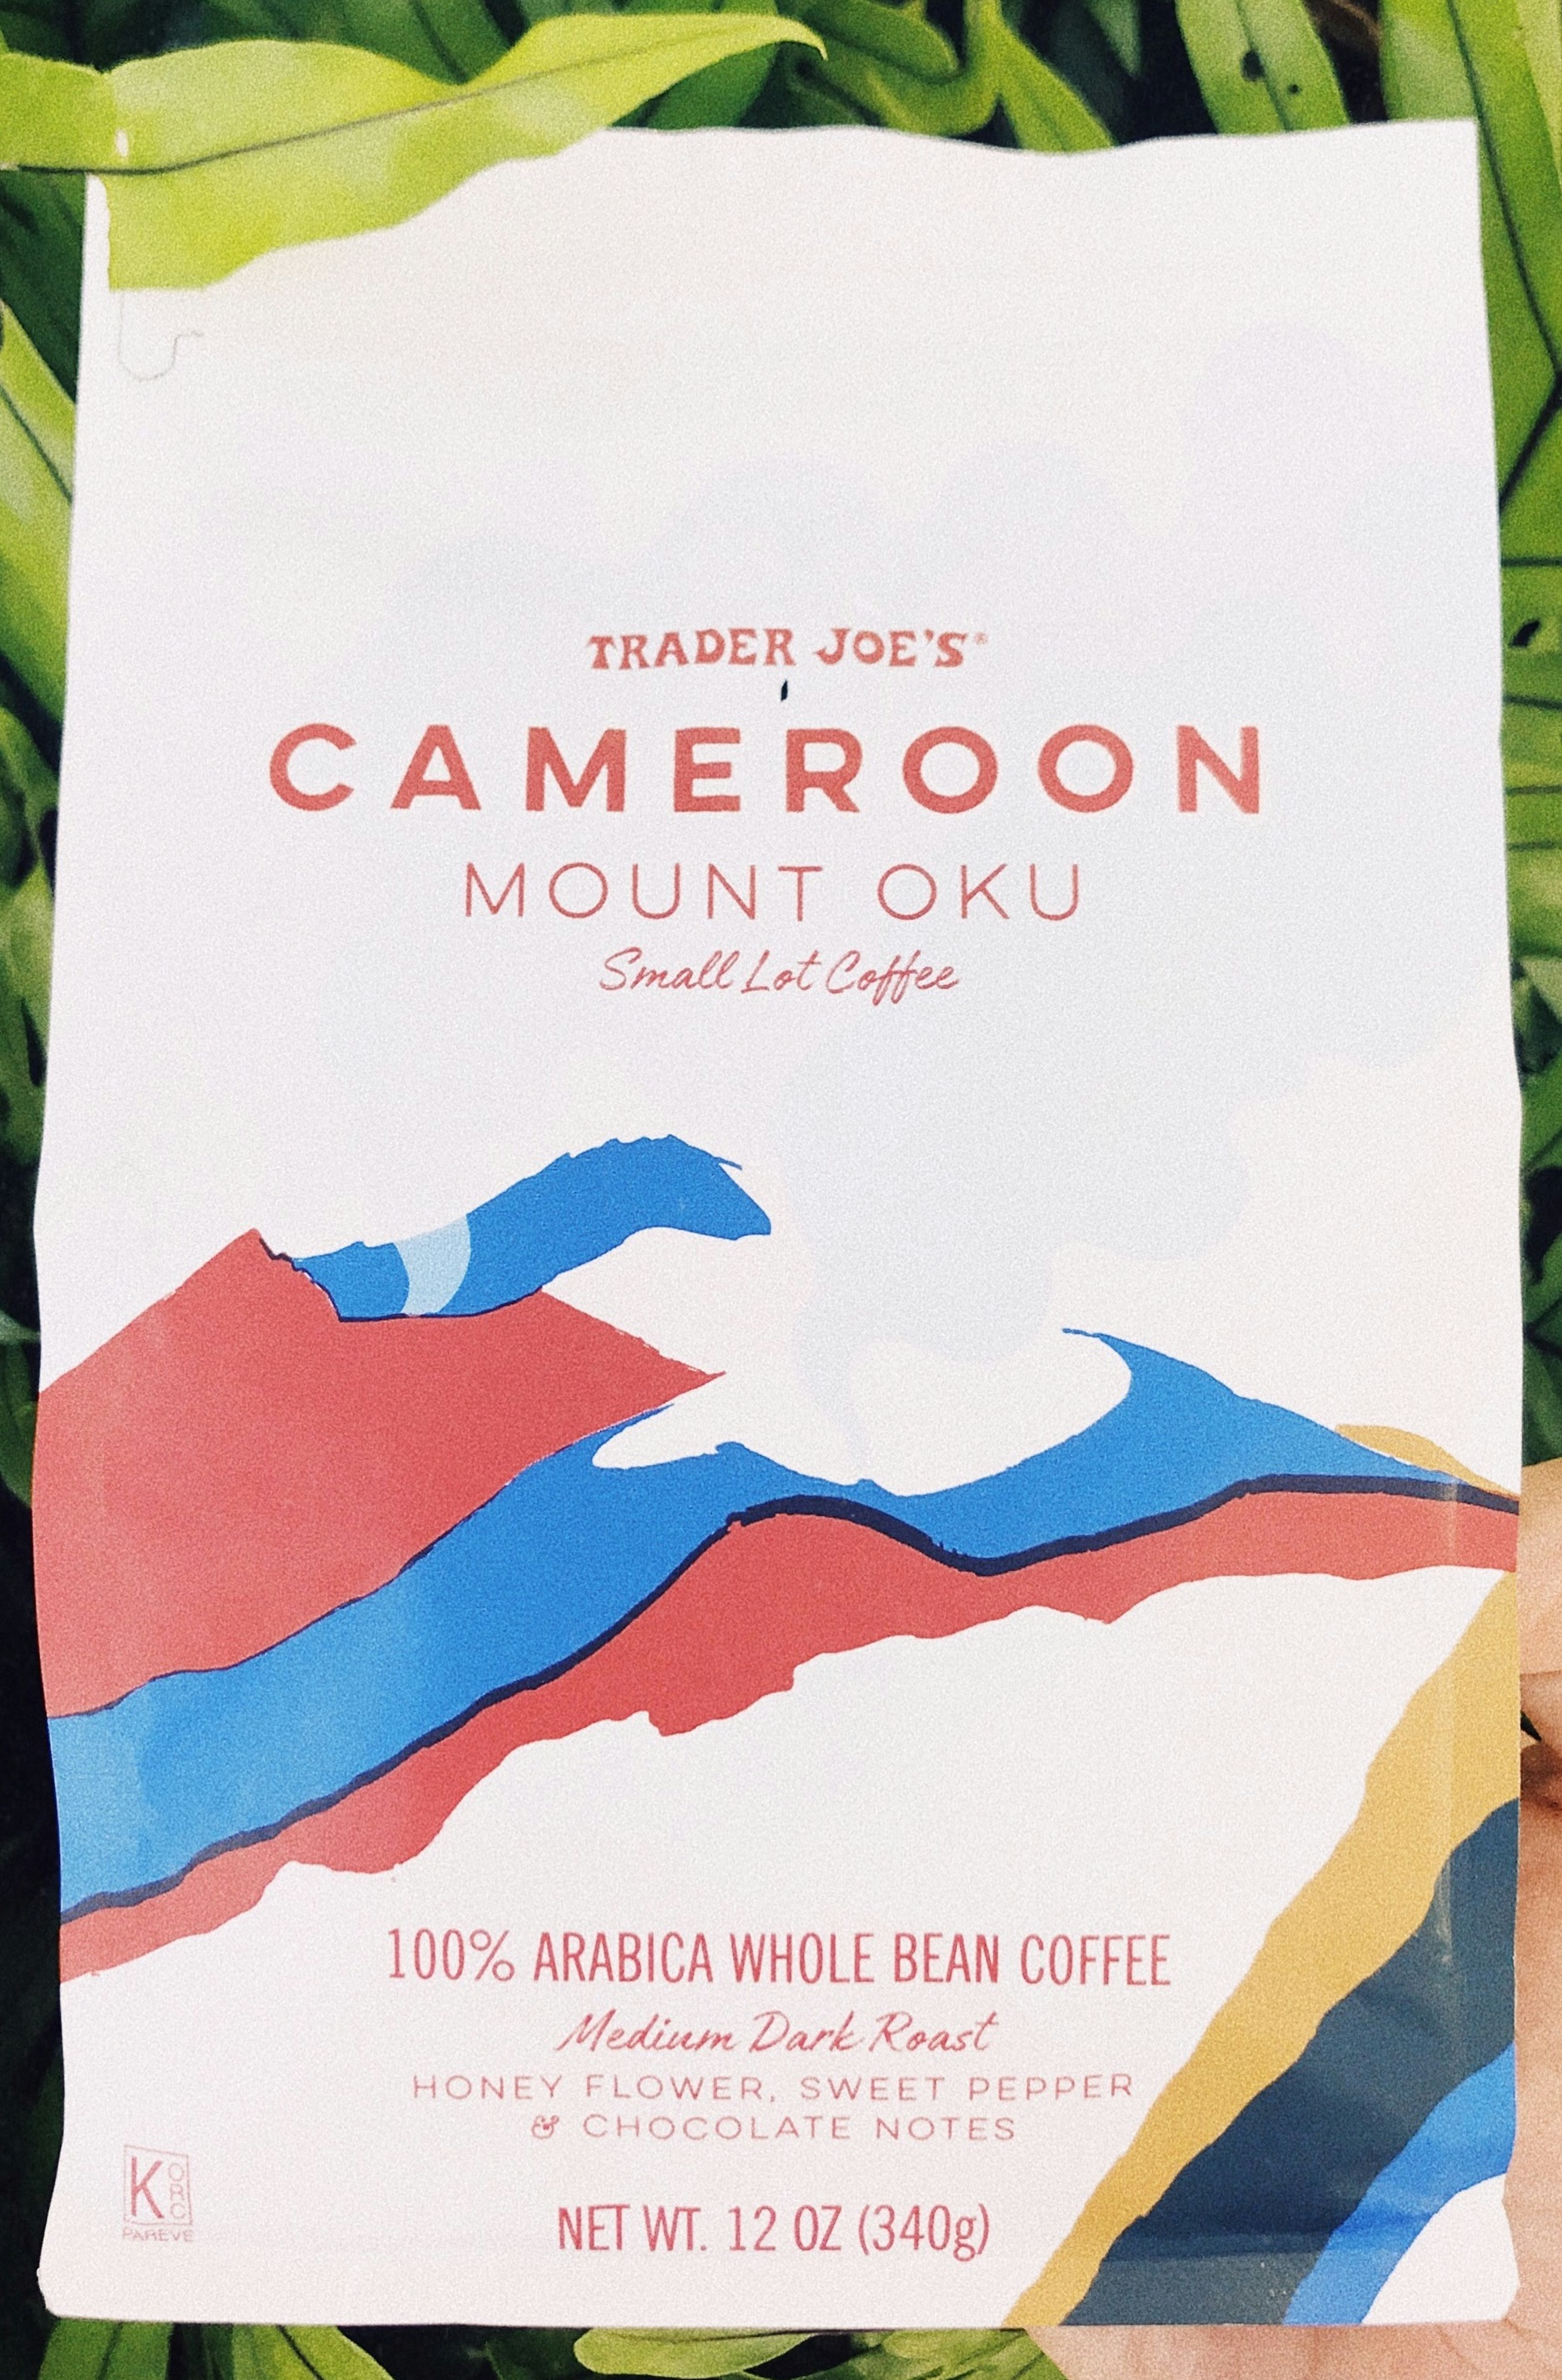 TRADER JOE'S®
CAMEROON
MOUNT OKU
Small Lot Coffee
100% ARABICA WHOLE BEAN COFFEE
Medium Dark Roast
HONEY FLOWER, SWEET PEPPER
& CHOCOLATE NOTES
K ORC
PAREVE
NET WT. 12 OZ (340g)